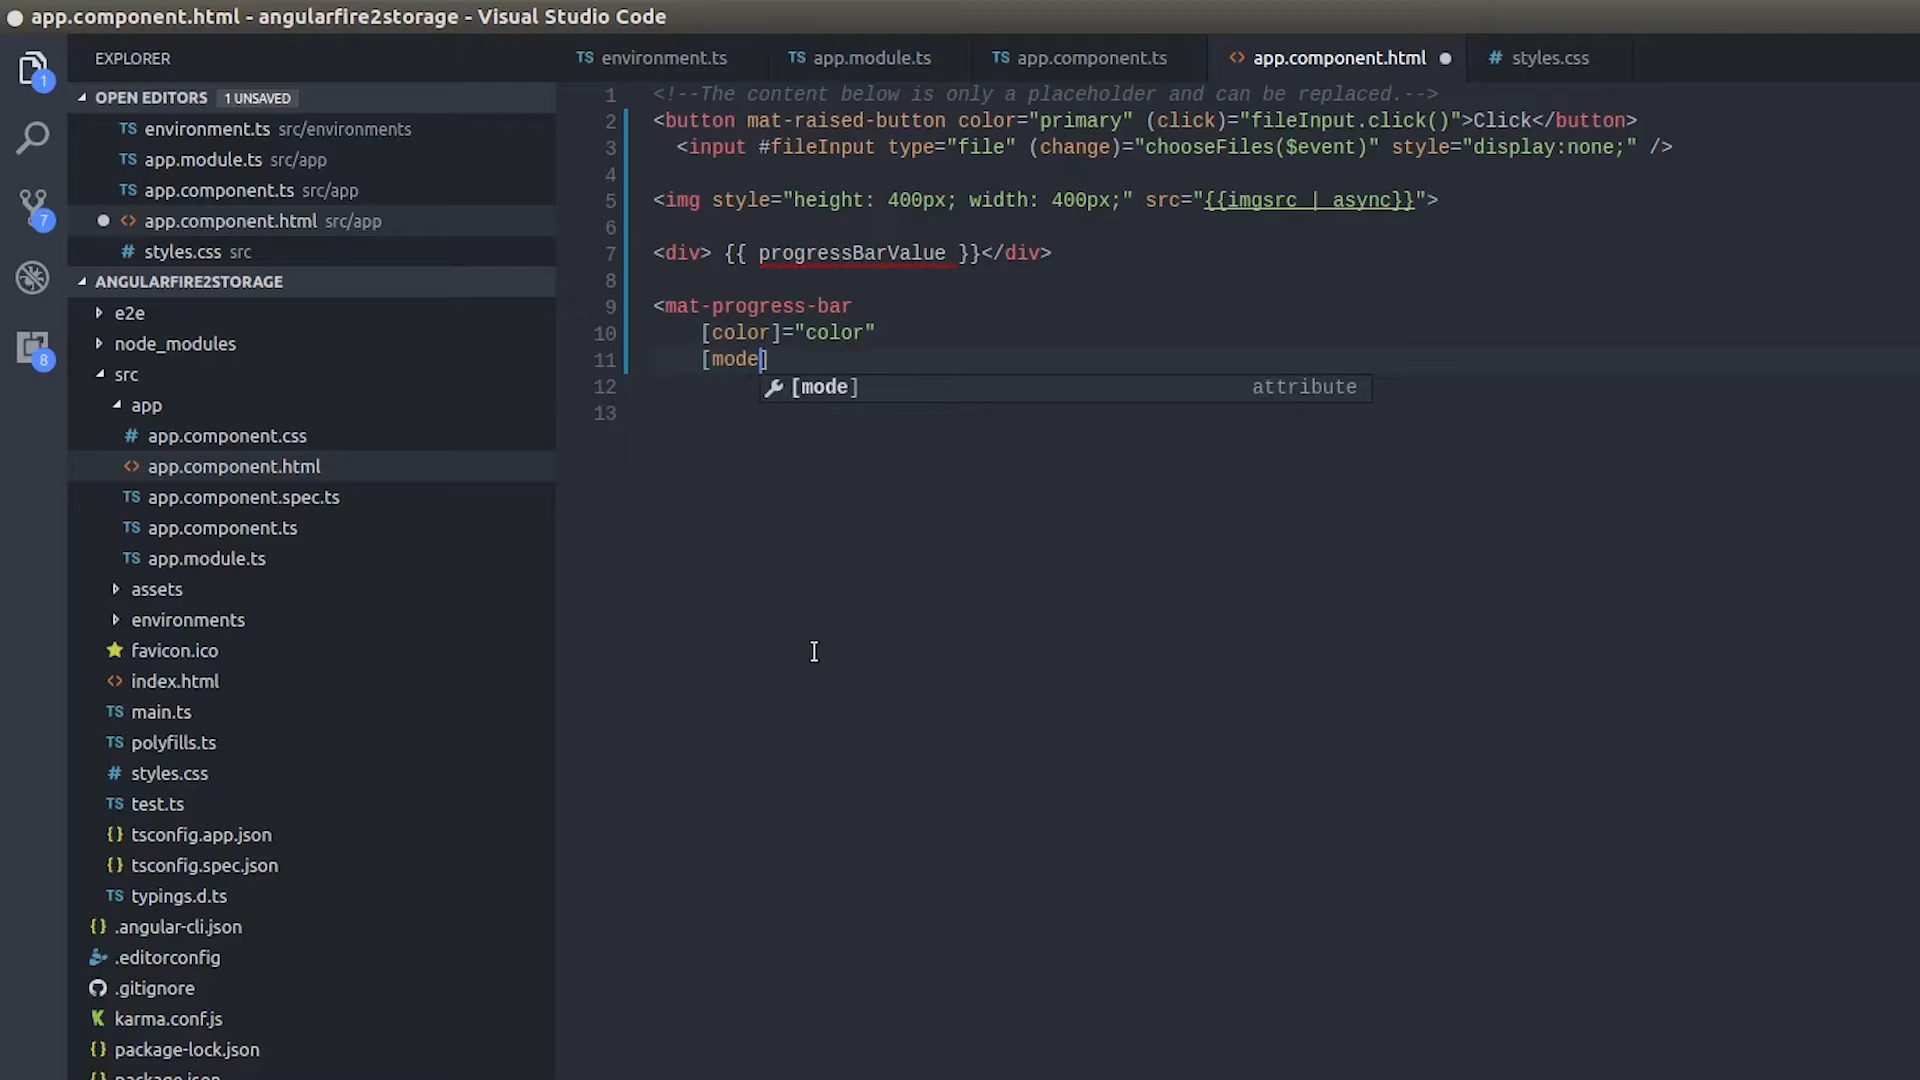 app.component.html - angularfire2storage - Visual Studio Code
EXPLORER
TS environment.ts
TS app.module.ts
TS app.component.ts
<> app.component.html
# styles.css
1
OPEN EDITORS 1 UNSAVED
TS environment.ts src/environments
TS app.module.ts src/app
TS app.component.ts src/app
<> app.component.html src/app
# styles.css src
7
8
ANGULARFIRE2STORAGE
e2e
node_modules
src
app
# app.component.css
<> app.component.html
TS app.component.spec.ts
TS app.component.ts
TS app.module.ts
assets
environments
favicon.ico
<> index.html
TS main.ts
TS polyfills.ts
# styles.css
TS test.ts
{} tsconfig.app.json
{} tsconfig.spec.json
TS typings.d.ts
{} .angular-cli.json
.editorconfig
.gitignore
K karma.conf.js
{} package-lock.json
{} package.json
1 <!--The content below is only a placeholder and can be replaced.-->
2 <button mat-raised-button color="primary" (click)="fileInput.click()">Click</button>
3 <input #fileInput type="file" (change)="chooseFiles($event)" style="display:none;" />
4
5 <img style="height: 400px; width: 400px;" src="{{imgsrc | async}}">
6
7 <div> {{ progressBarValue }}</div>
8
9 <mat-progress-bar
10 [color]="color"
11 [mode]
12 [mode] attribute
13